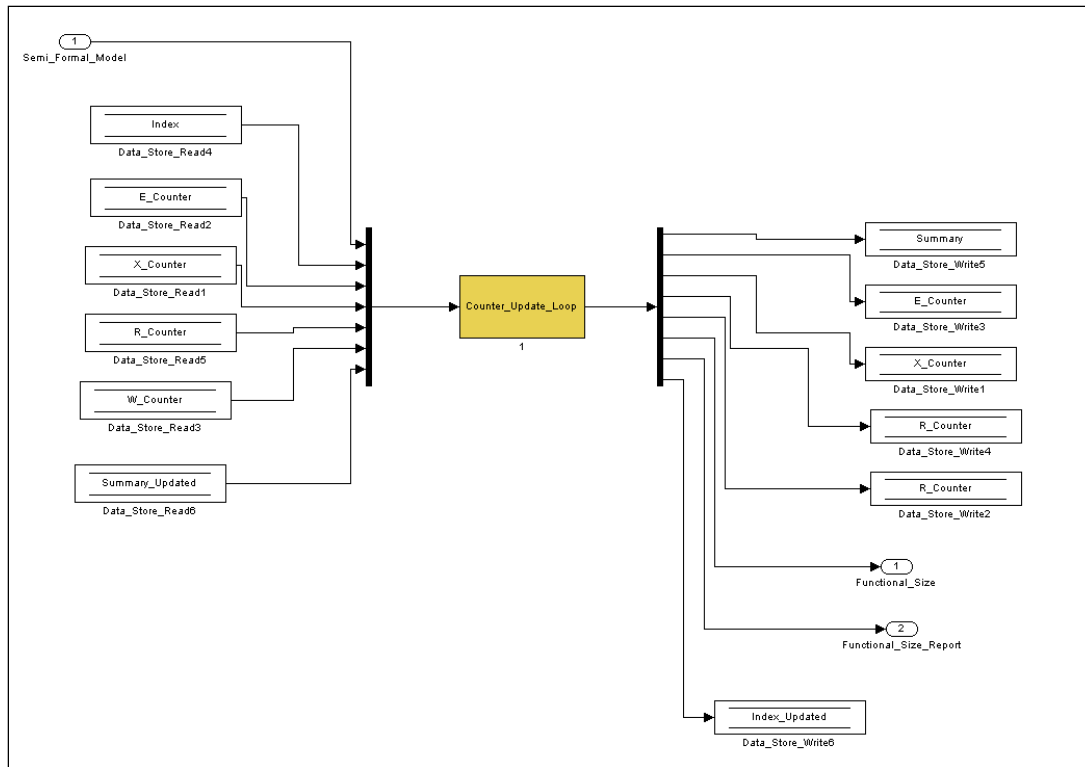 1
Semi_Formal_Model
Index
Data_Store_Read4
E_Counter
Data_Store_Read2
X_Counter
Data_Store_Read1
R_Counter
Data_Store_Read5
W_Counter
Data_Store_Read3
Summary_Updated
Data_Store_Read6
Counter_Update_Loop
1
Summary
Data_Store_Write5
E_Counter
Data_Store_Write3
X_Counter
Data_Store_Write1
R_Counter
Data_Store_Write4
R_Counter
Data_Store_Write2
1
Functional_Size
2
Functional_Size_Report
Index_Updated
Data_Store_Write6